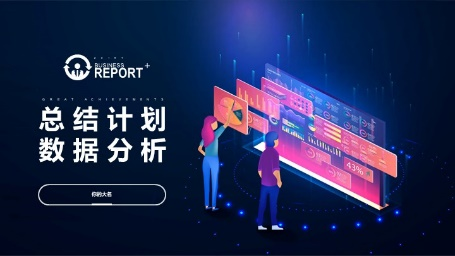 BUSINESS
REPORT+
GREAT ACHIEVEMENTS
总结计划
数据分析
你的大名
43%